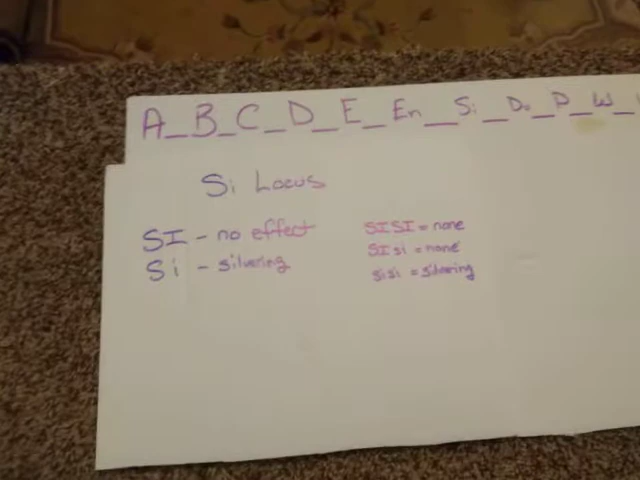 A_B_C_D_E_En_Si_Du_P_W_
Si Locus
SI - no effect
Si - silvering
SISI = none
SIsi = none
sisi = silvering